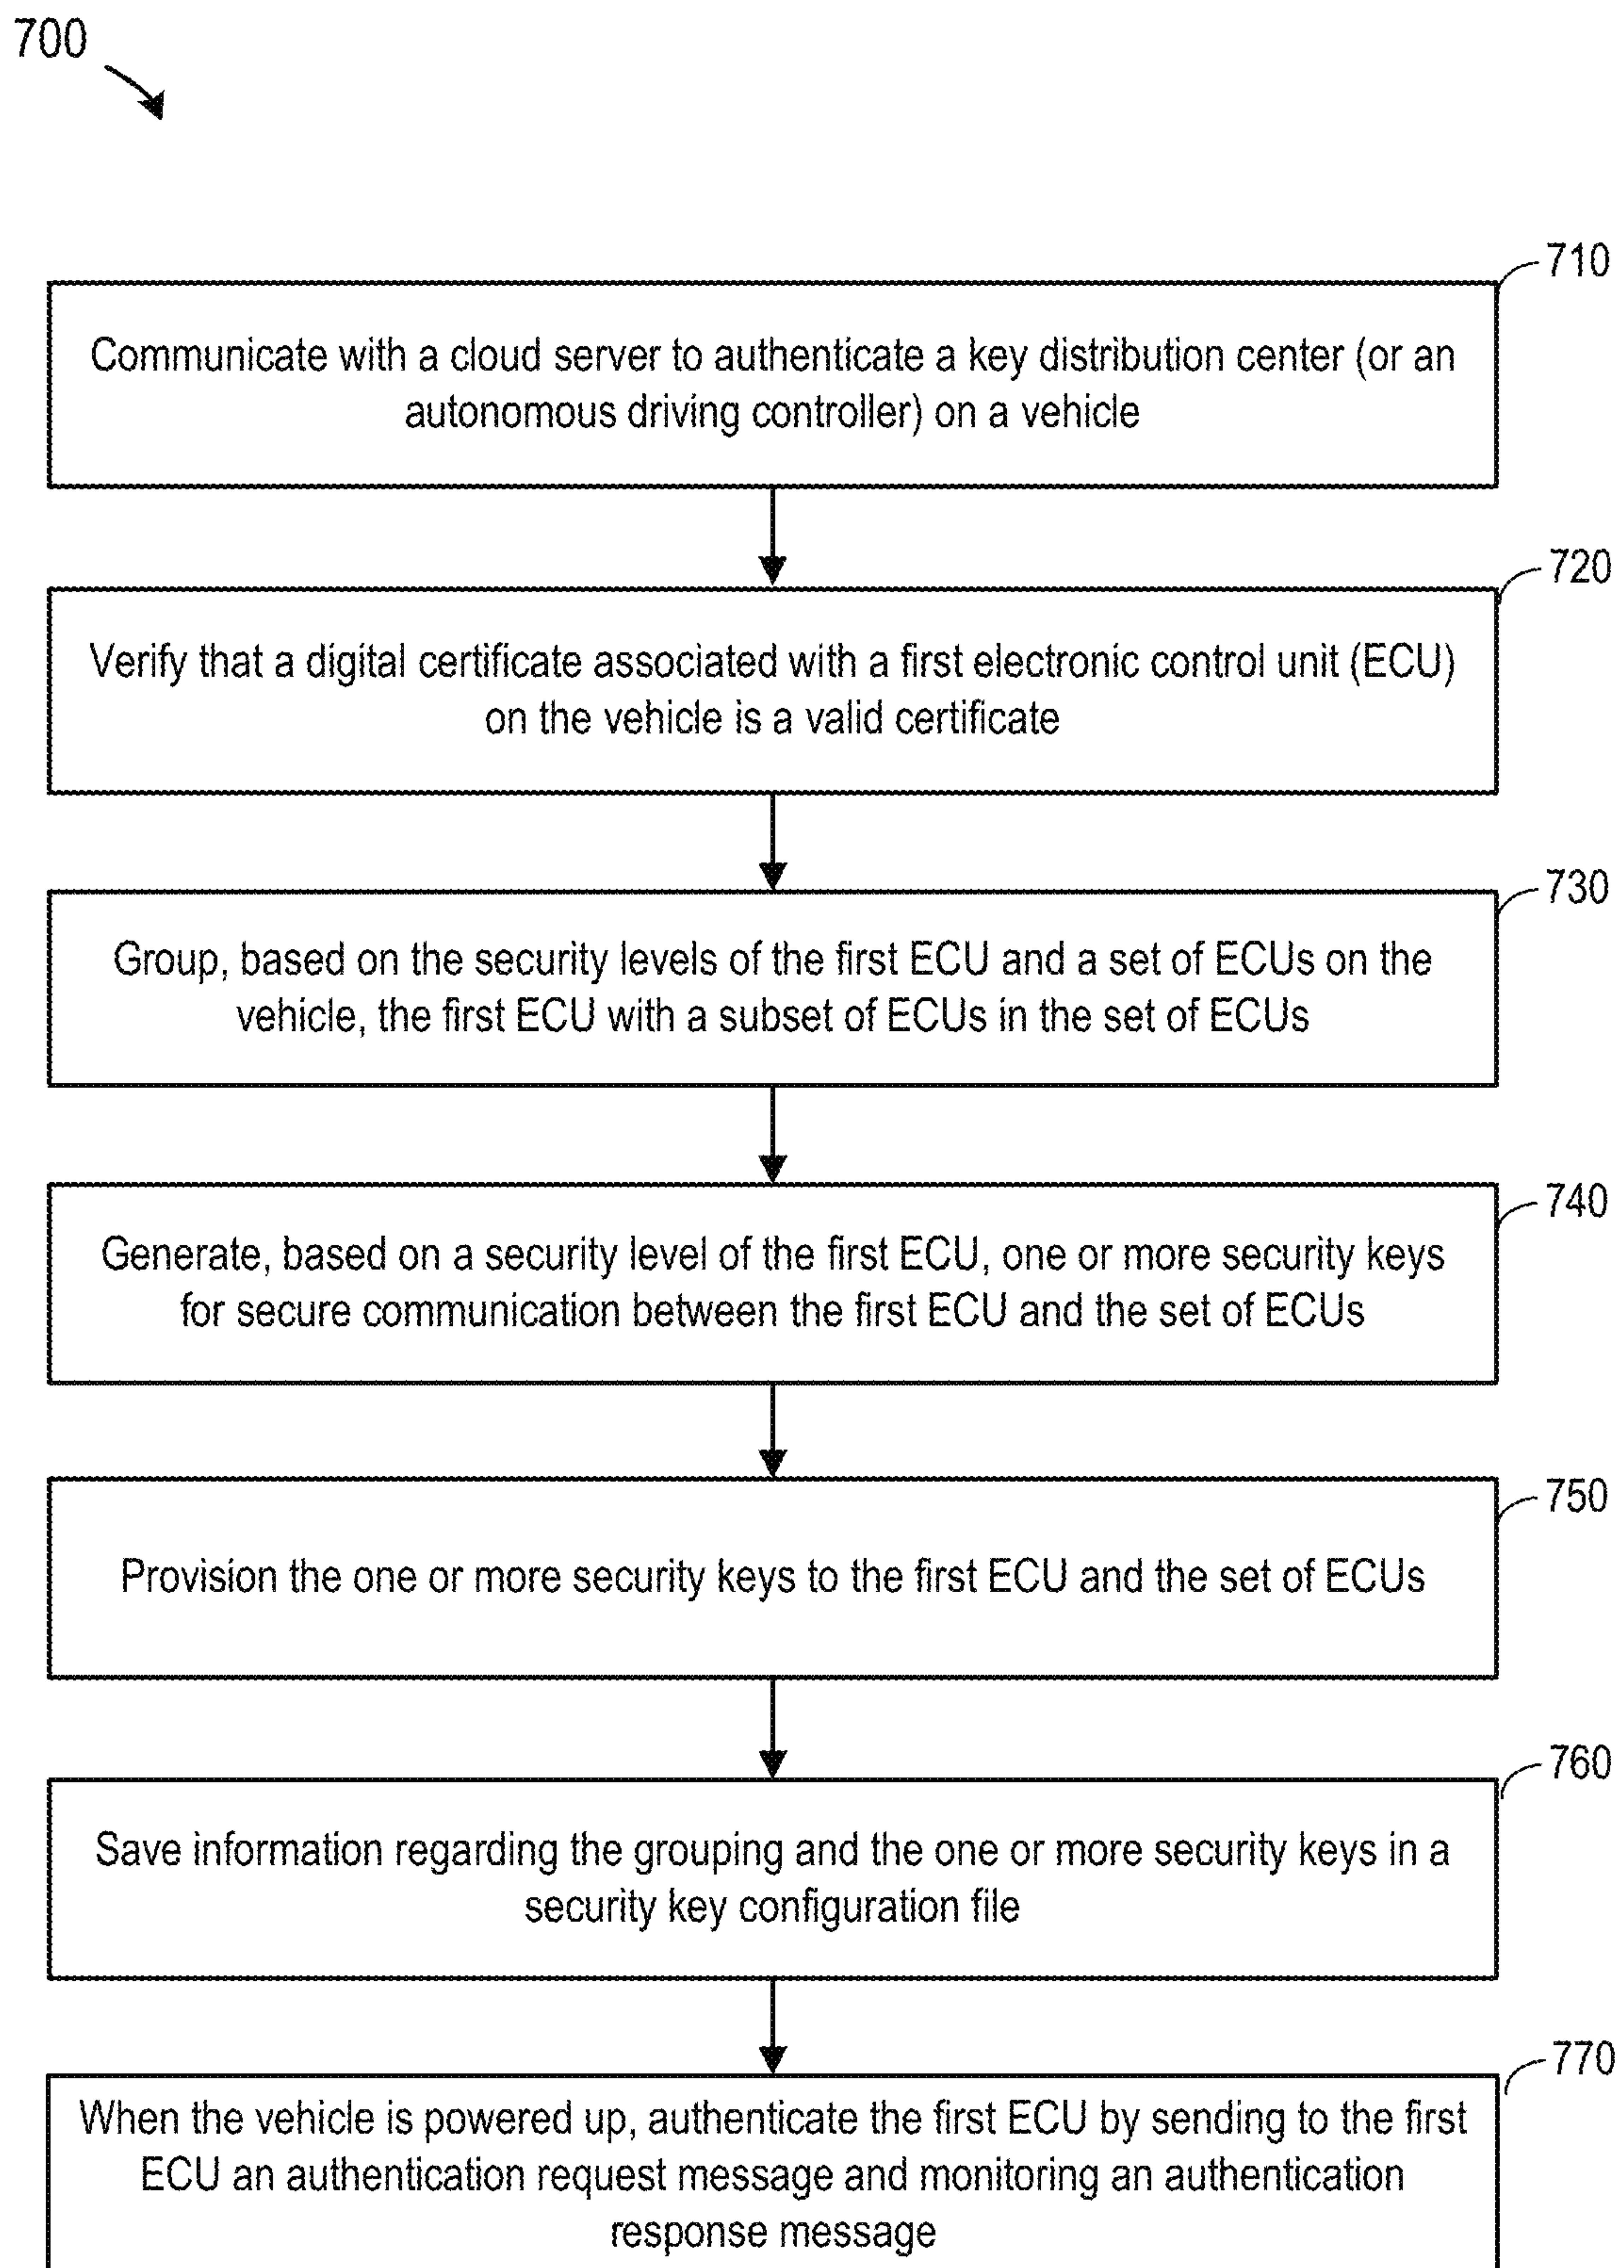 700
710
Communicate with a cloud server to authenticate a key distribution center (or an
autonomous driving controller) on a vehicle
720
Verify that a digital certificate associated with a first electronic control unit (ECU)
on the vehicle is a valid certificate
730
Group, based on the security levels of the first ECU and a set of ECUs on the
vehicle, the first ECU with a subset of ECUs in the set of ECUs
740
Generate, based on a security level of the first ECU, one or more security keys
for secure communication between the first ECU and the set of ECUs
750
Provision the one or more security keys to the first ECU and the set of ECUs
760
Save information regarding the grouping and the one or more security keys in a
security key configuration file
770
When the vehicle is powered up, authenticate the first ECU by sending to the first
ECU an authentication request message and monitoring an authentication
response message